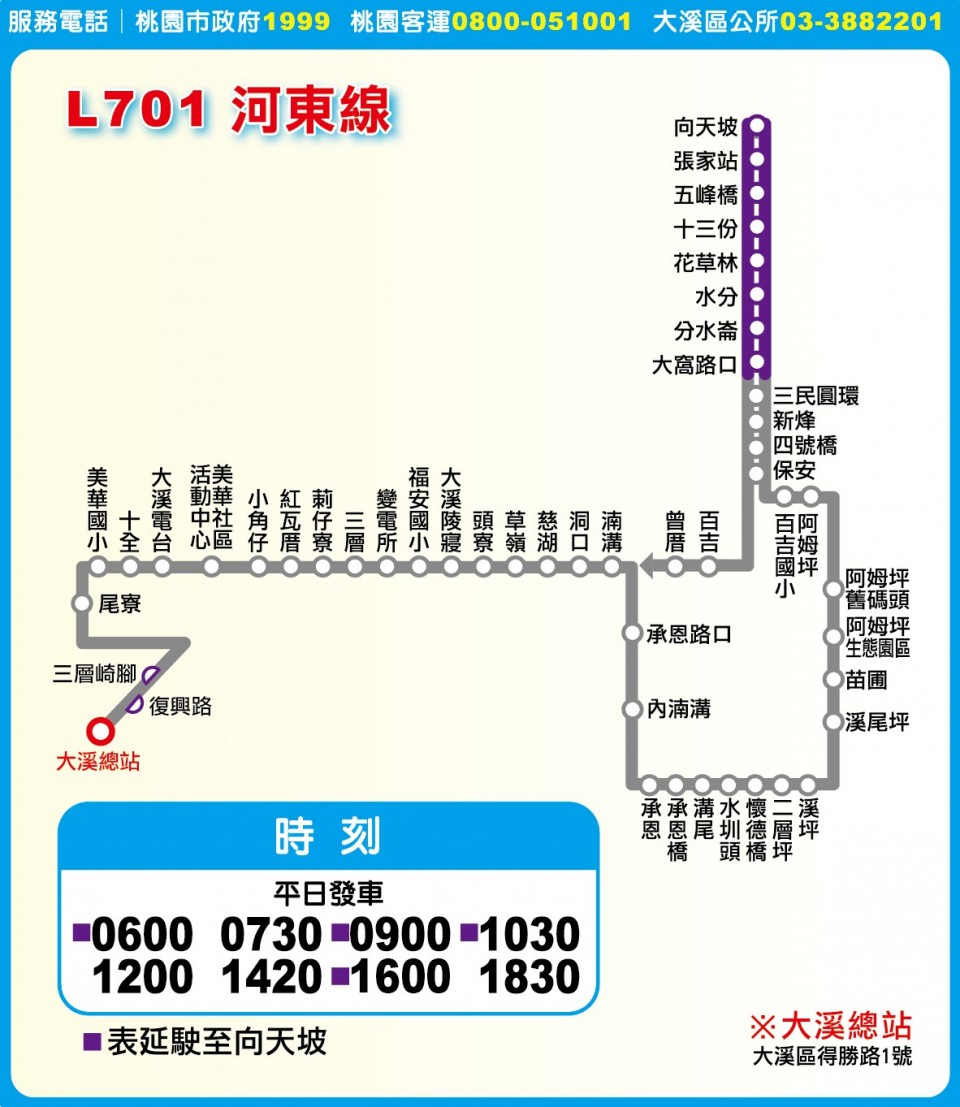 服務電話｜桃園市政府1999 桃園客運0800-051001 大溪區公所03-3882201
L701 河東線
向天坡
張家站
五峰橋
十三份
花草林
水分
分水崙
大窩路口
三民圓環
新烽
四號橋
保安
美華國小
十全
大溪電台
美華社區
活動中心
小角仔
紅瓦厝
莿仔寮
三層
變電所
福安國小
大溪陵寢
頭寮
草嶺
慈湖
洞口
湳溝
曾厝
百吉
百吉國小
阿姆坪
阿姆坪
舊碼頭
阿姆坪
生態園區
苗圃
溪尾坪
尾寮
三層崎腳
復興路
大溪總站
承恩路口
內湳溝
承恩
承恩橋
溝尾
水圳頭
懷德橋
二層坪
溪坪
時 刻
平日發車
■0600 0730 ■0900 ■1030
1200 1420 ■1600 1830
■表延駛至向天坡
※大溪總站
大溪區得勝路1號